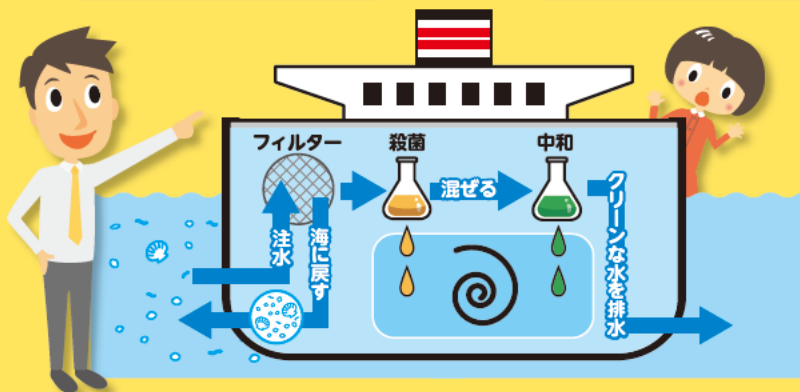 フィルター
殺菌
中和
注水
海に戻す
混ぜる
クリーンな水を排水